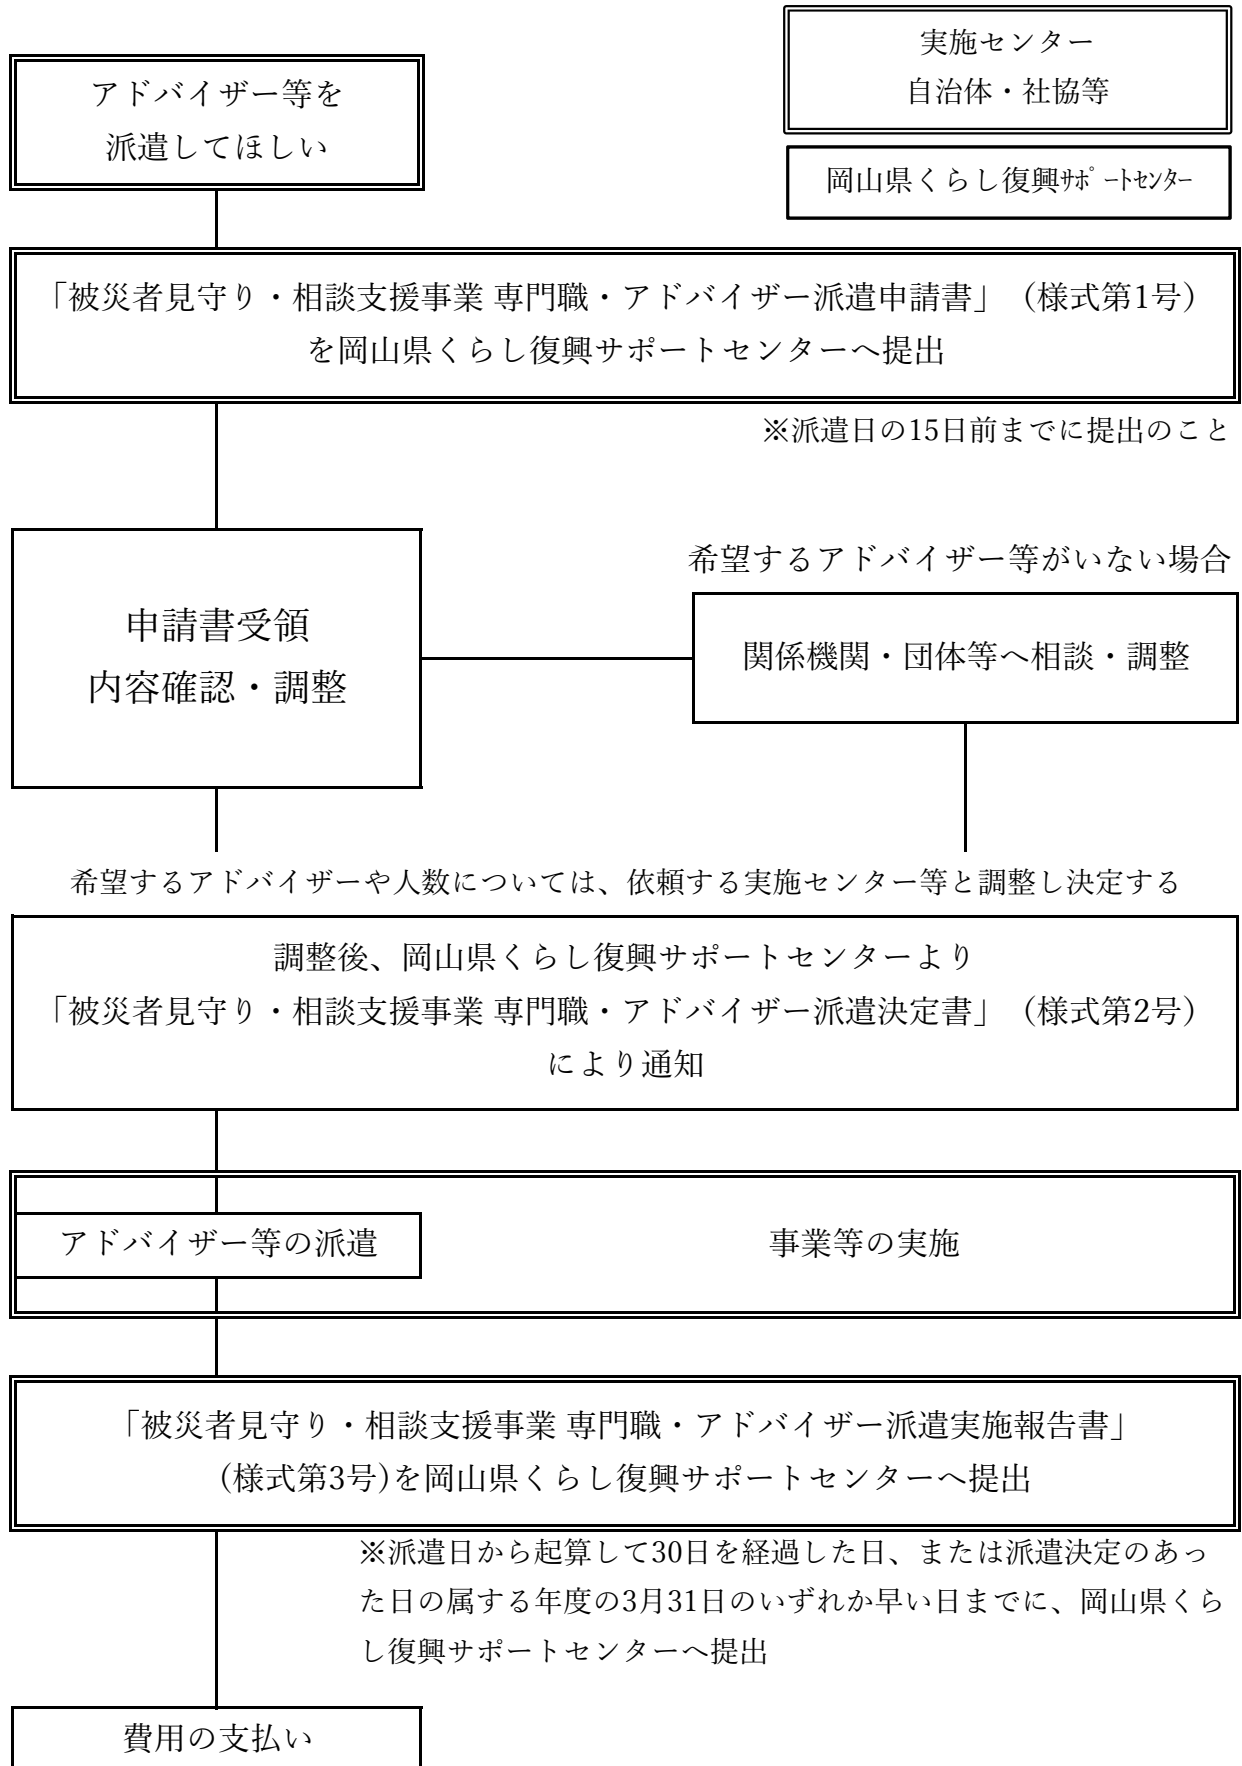 実施センター
自治体・社協等
アドバイザー等を
派遣してほしい
岡山県くらし復興ｻﾎﾟｰﾄｾﾝﾀｰ
「被災者見守り・相談支援事業 専門職・アドバイザー派遣申請書」（様式第1号）
を岡山県くらし復興サポートセンターへ提出
※派遣日の15日前までに提出のこと
希望するアドバイザー等がいない場合
申請書受領
内容確認・調整
関係機関・団体等へ相談・調整
希望するアドバイザーや人数については、依頼する実施センター等と調整し決定する
調整後、岡山県くらし復興サポートセンターより
「被災者見守り・相談支援事業 専門職・アドバイザー派遣決定書」（様式第2号）
により通知
アドバイザー等の派遣
事業等の実施
「被災者見守り・相談支援事業 専門職・アドバイザー派遣実施報告書」
(様式第3号)を岡山県くらし復興サポートセンターへ提出
※派遣日から起算して30日を経過した日、または派遣決定のあっ
た日の属する年度の3月31日のいずれか早い日までに、岡山県くら
し復興サポートセンターへ提出
費用の支払い